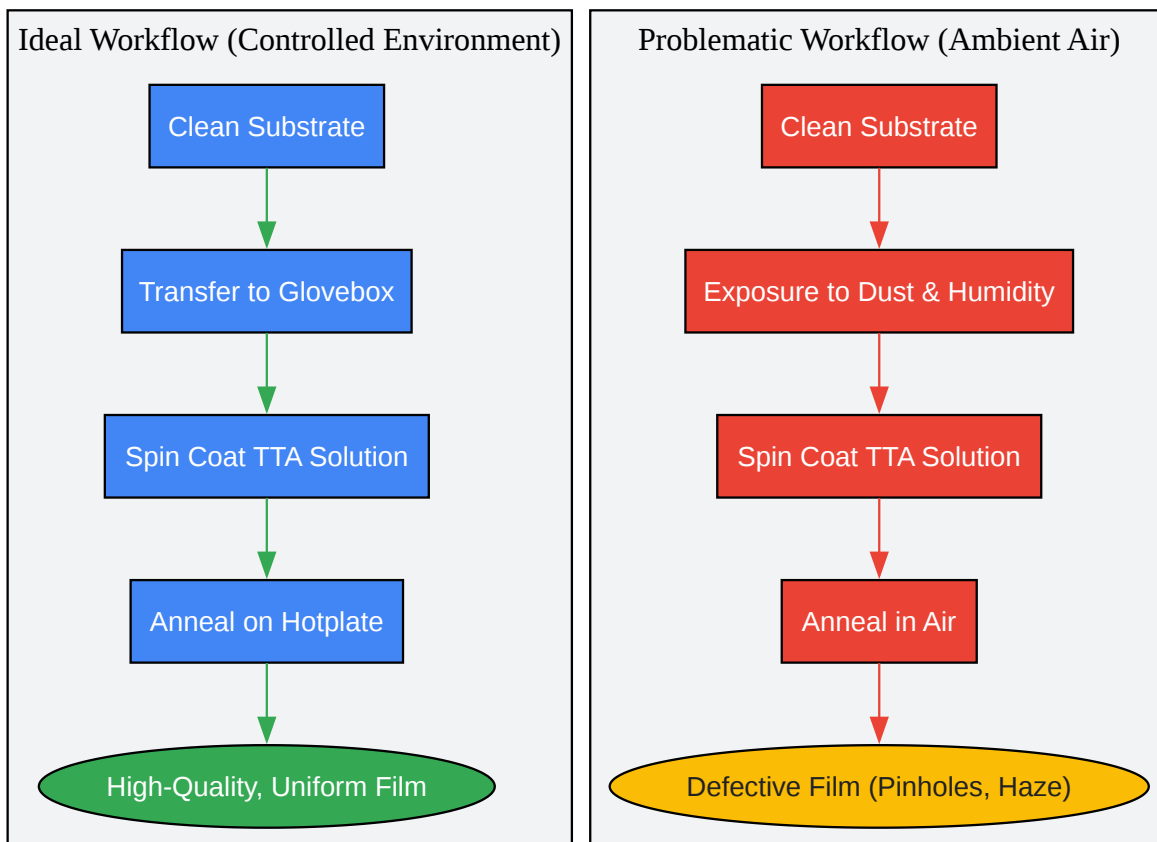 Ideal Workflow (Controlled Environment)
Clean Substrate
Transfer to Glovebox
Spin Coat TTA Solution
Anneal on Hotplate
High-Quality, Uniform Film
Problematic Workflow (Ambient Air)
Clean Substrate
Exposure to Dust & Humidity
Spin Coat TTA Solution
Anneal in Air
Defective Film (Pinholes, Haze)